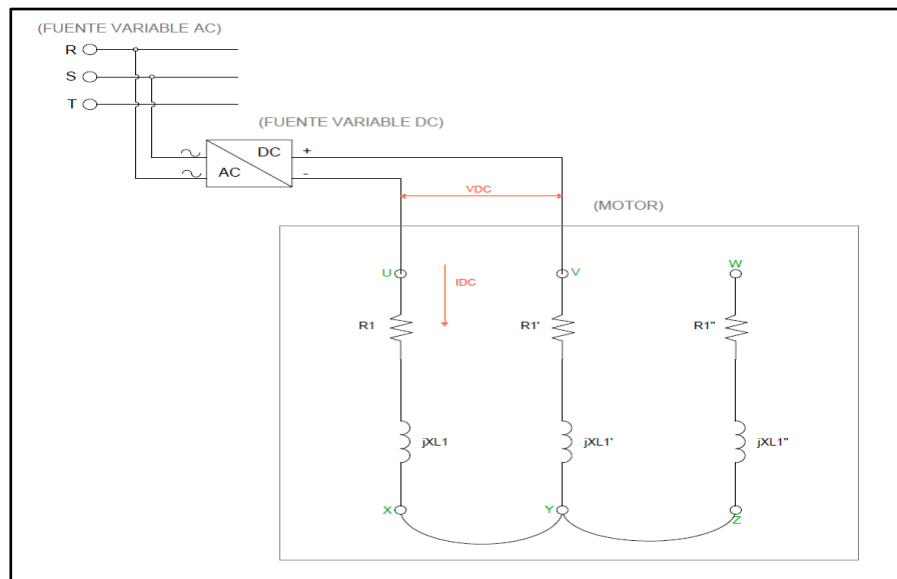 (FUENTE VARIABLE AC)
R
S
T
(FUENTE VARIABLE DC)
DC
AC
+
-
VDC
(MOTOR)
U
V
W
IDC
R1
R1'
R1"
jXL1
jXL1'
jXL1"
X
Y
Z